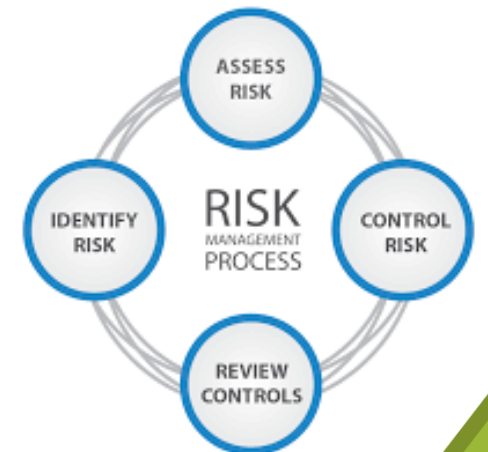 ASSESS
RISK
IDENTIFY
RISK
RISK
MANAGEMENT
PROCESS
CONTROL
RISK
REVIEW
CONTROLS